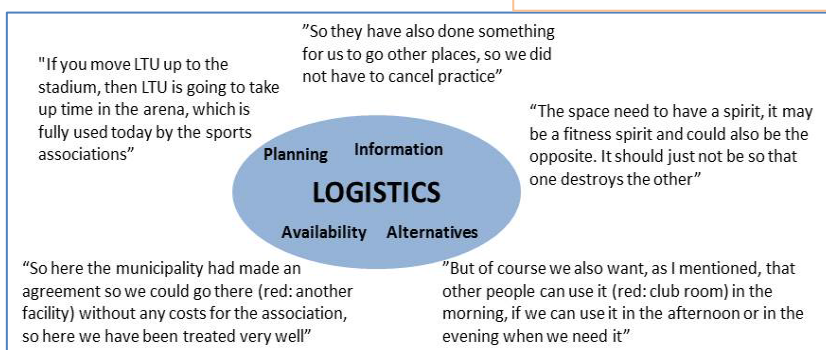 ”So they have also done something
for us to go other places, so we did
not have to cancel practice”
"If you move LTU up to the
stadium, then LTU is going to take
up time in the arena, which is
fully used today by the sports
associations”
“The space need to have a spirit, it may
be a fitness spirit and could also be the
opposite. It should just not be so that
one destroys the other”
Planning Information
LOGISTICS
Availability Alternatives
“So here the municipality had made an
agreement so we could go there (red: another
facility) without any costs for the association,
so here we have been treated very well”
”But of course we also want, as I mentioned, that
other people can use it (red: club room) in the
morning, if we can use it in the afternoon or in the
evening when we need it”